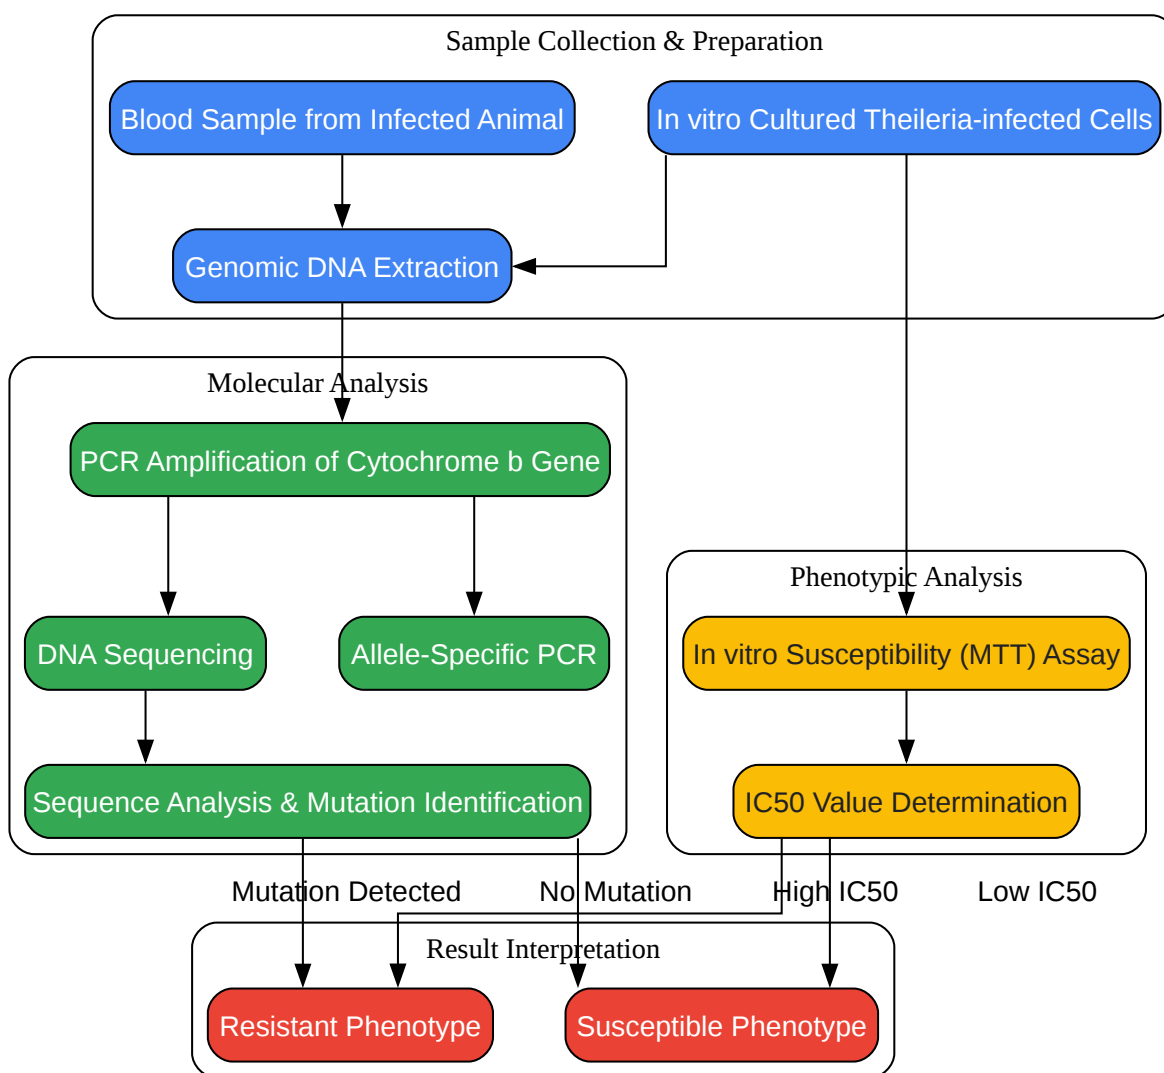 Sample Collection & Preparation
Blood Sample from Infected Animal
In vitro Cultured Theileria-infected Cells
Genomic DNA Extraction
Molecular Analysis
PCR Amplification of Cytochrome b Gene
Phenotypic Analysis
DNA Sequencing
Allele-Specific PCR
In vitro Susceptibility (MTT) Assay
Sequence Analysis & Mutation Identification
IC50 Value Determination
Mutation Detected
No Mutation
High IC50
Low IC50
Result Interpretation
Resistant Phenotype
Susceptible Phenotype